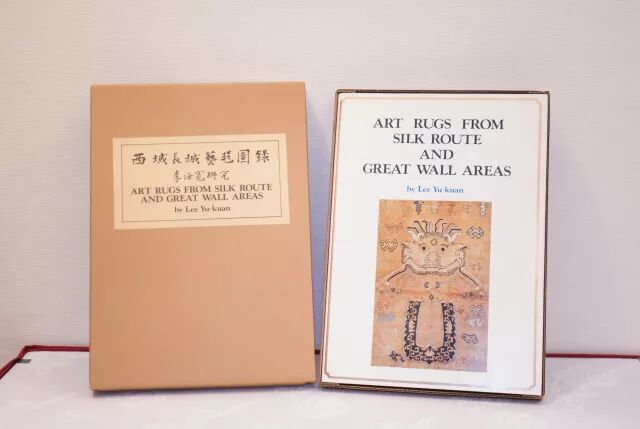 西域長城藝毯圖錄
李汝寬研究
ART RUGS FROM SILK ROUTE
AND GREAT WALL AREAS
by Lee Yu-kuan
ART RUGS FROM
SILK ROUTE
AND
GREAT WALL AREAS
by Lee Yu-kuan